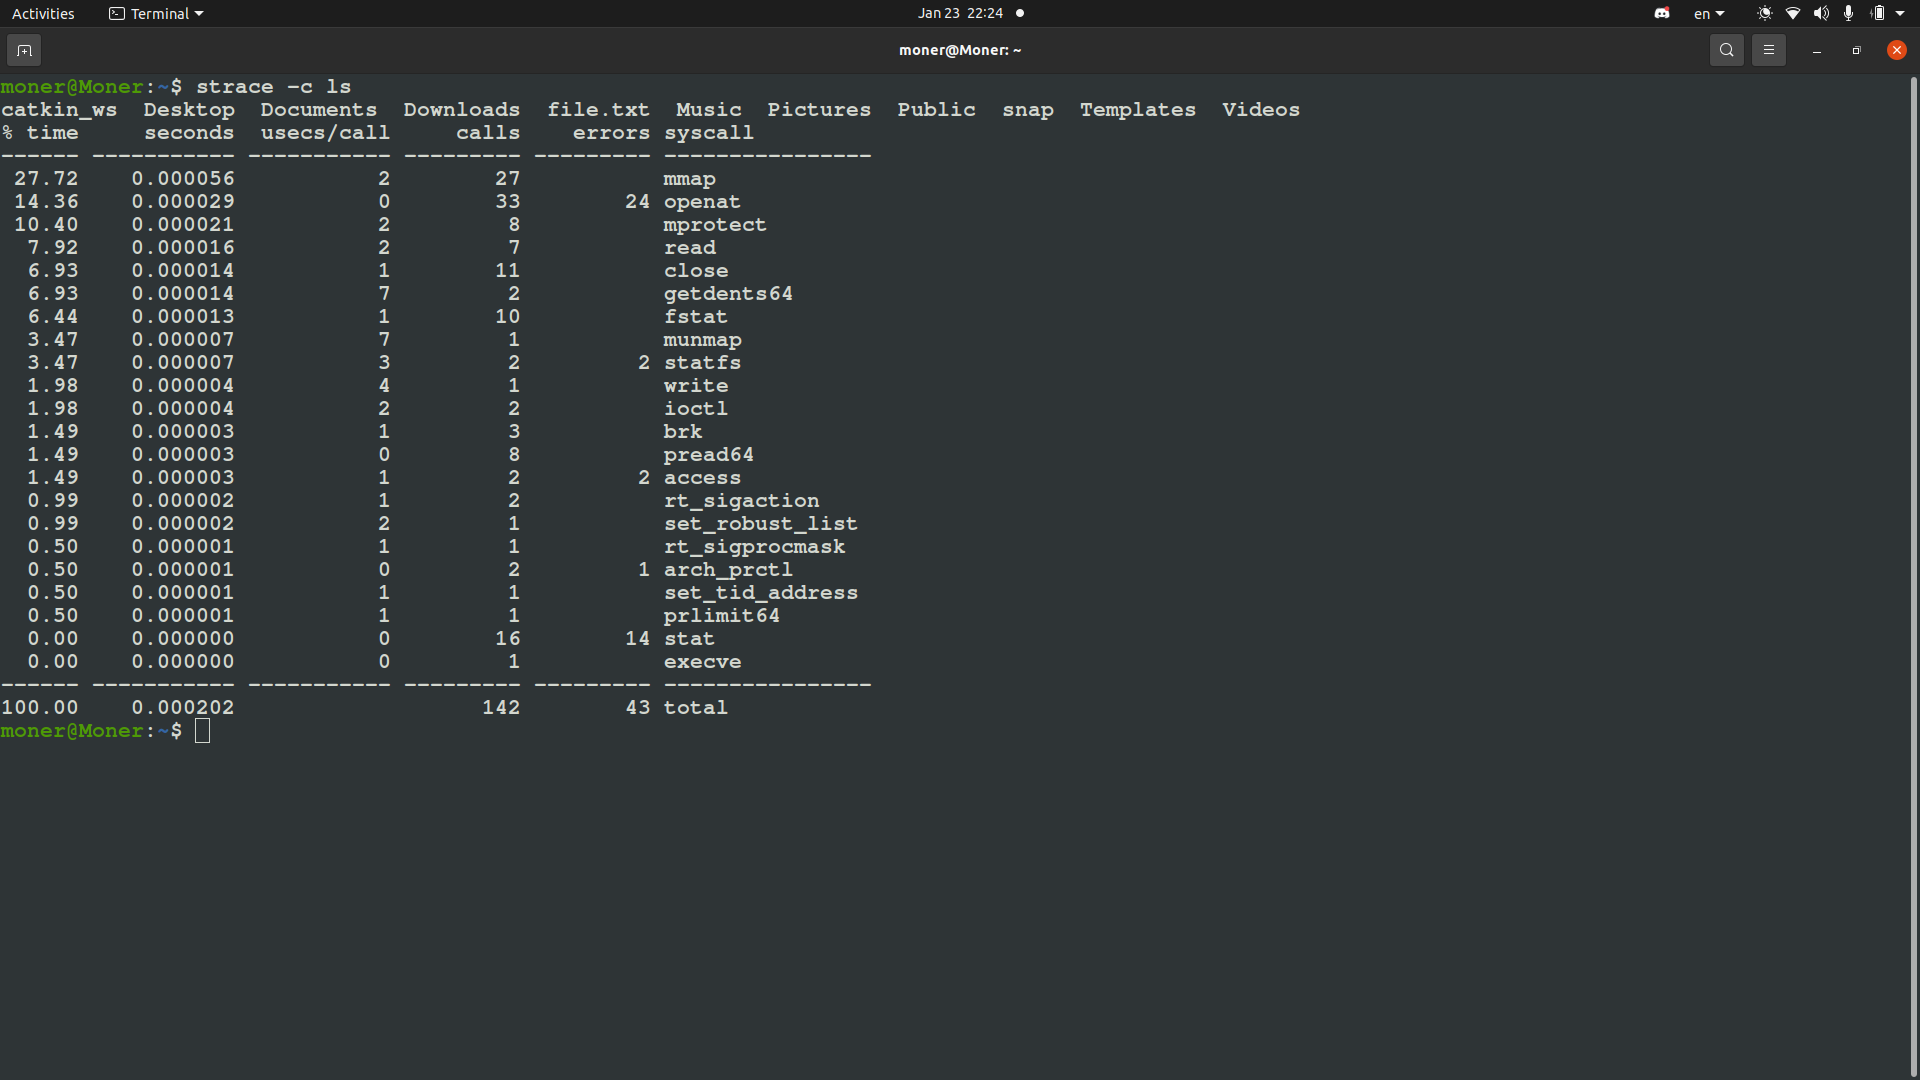 Activities Terminal Jan 23 22:24 en
moner@Moner: ~
moner@Moner:~$ strace -c ls
catkin_ws  Desktop  Documents  Downloads  file.txt  Music  Pictures  Public  snap  Templates  Videos
% time     seconds  usecs/call     calls    errors syscall
------ ----------- ----------- --------- --------- ----------------
 27.72    0.000056           2        27           mmap
 14.36    0.000029           0        33        24 openat
 10.40    0.000021           2         8           mprotect
  7.92    0.000016           2         7           read
  6.93    0.000014           1        11           close
  6.93    0.000014           7         2           getdents64
  6.44    0.000013           1        10           fstat
  3.47    0.000007           7         1           munmap
  3.47    0.000007           3         2         2 statfs
  1.98    0.000004           4         1           write
  1.98    0.000004           2         2           ioctl
  1.49    0.000003           1         3           brk
  1.49    0.000003           0         8           pread64
  1.49    0.000003           1         2         2 access
  0.99    0.000002           1         2           rt_sigaction
  0.99    0.000002           2         1           set_robust_list
  0.50    0.000001           1         1           rt_sigprocmask
  0.50    0.000001           0         2         1 arch_prctl
  0.50    0.000001           1         1           set_tid_address
  0.50    0.000001           1         1           prlimit64
  0.00    0.000000           0        16        14 stat
  0.00    0.000000           0         1           execve
------ ----------- ----------- --------- --------- ----------------
100.00    0.000202                   142        43 total
moner@Moner:~$